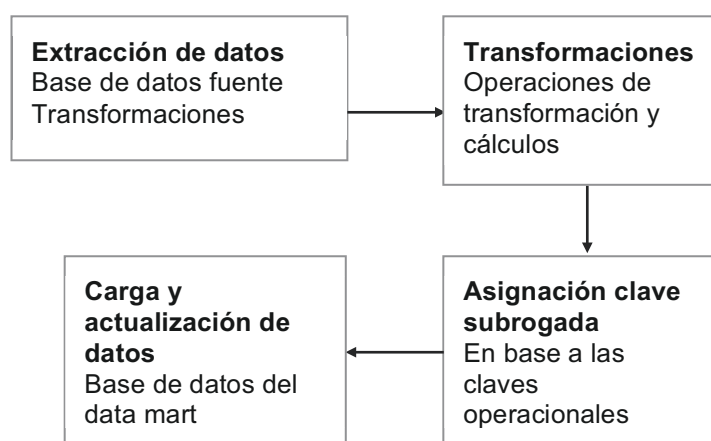 Extracción de datos
Base de datos fuente
Transformaciones
Transformaciones
Operaciones de
transformación y
cálculos
Asignación clave
subrogada
En base a las
claves
operacionales
Carga y
actualización de
datos
Base de datos del
data mart